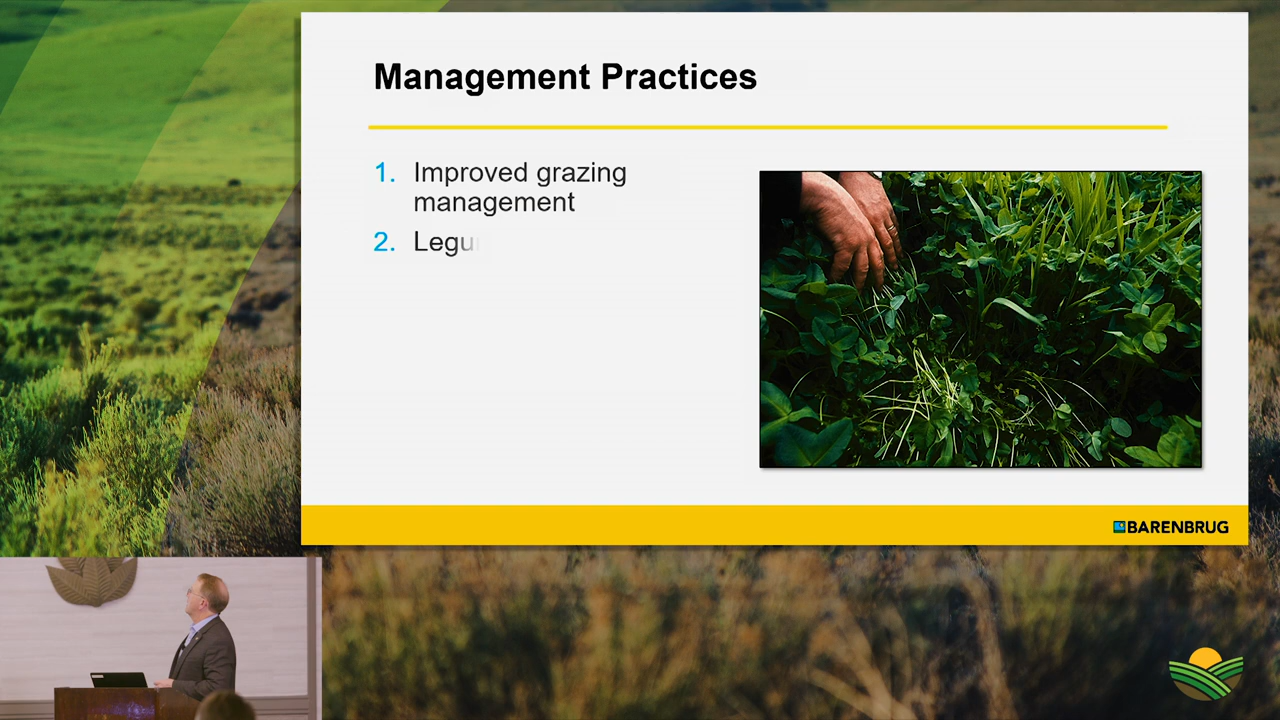 Management Practices
1. Improved grazing
management
2. Legu
BARENBRUG